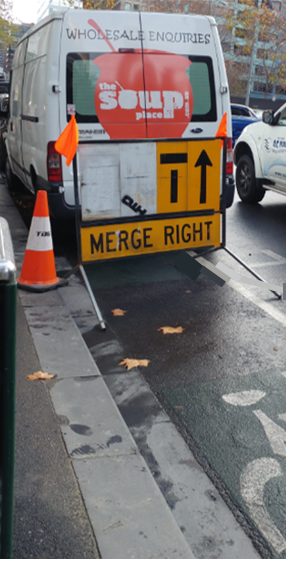 WHOLESALE ENQUIRIES
the
soup
place!
MERGE RIGHT